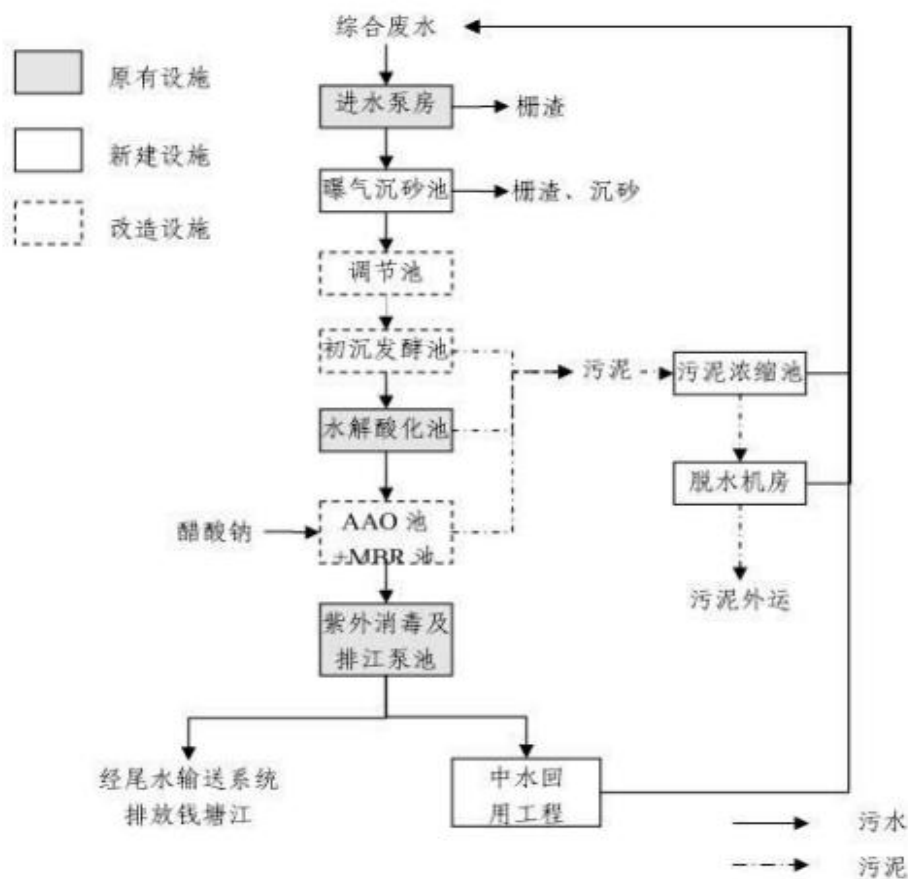 综合废水
原有设施
进水泵房
栅渣
新建设施
曝气沉砂池
栅渣、沉砂
改造设施
调节池
初沉发酵池
污泥
污泥浓缩池
水解酸化池
脱水机房
醋酸钠
AAO 池
+MBR 池
污泥外运
紫外消毒及
排江泵池
经尾水输送系统
排放钱塘江
中水回
用工程
污水
污泥